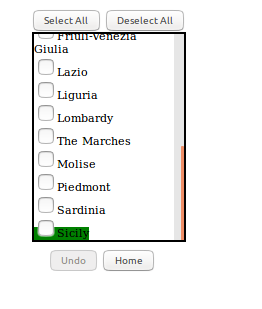 Select All Deselect All
Friuli-Venezia
Giulia
Lazio
Liguria
Lombardy
The Marches
Molise
Piedmont
Sardinia
Sicily
Undo Home